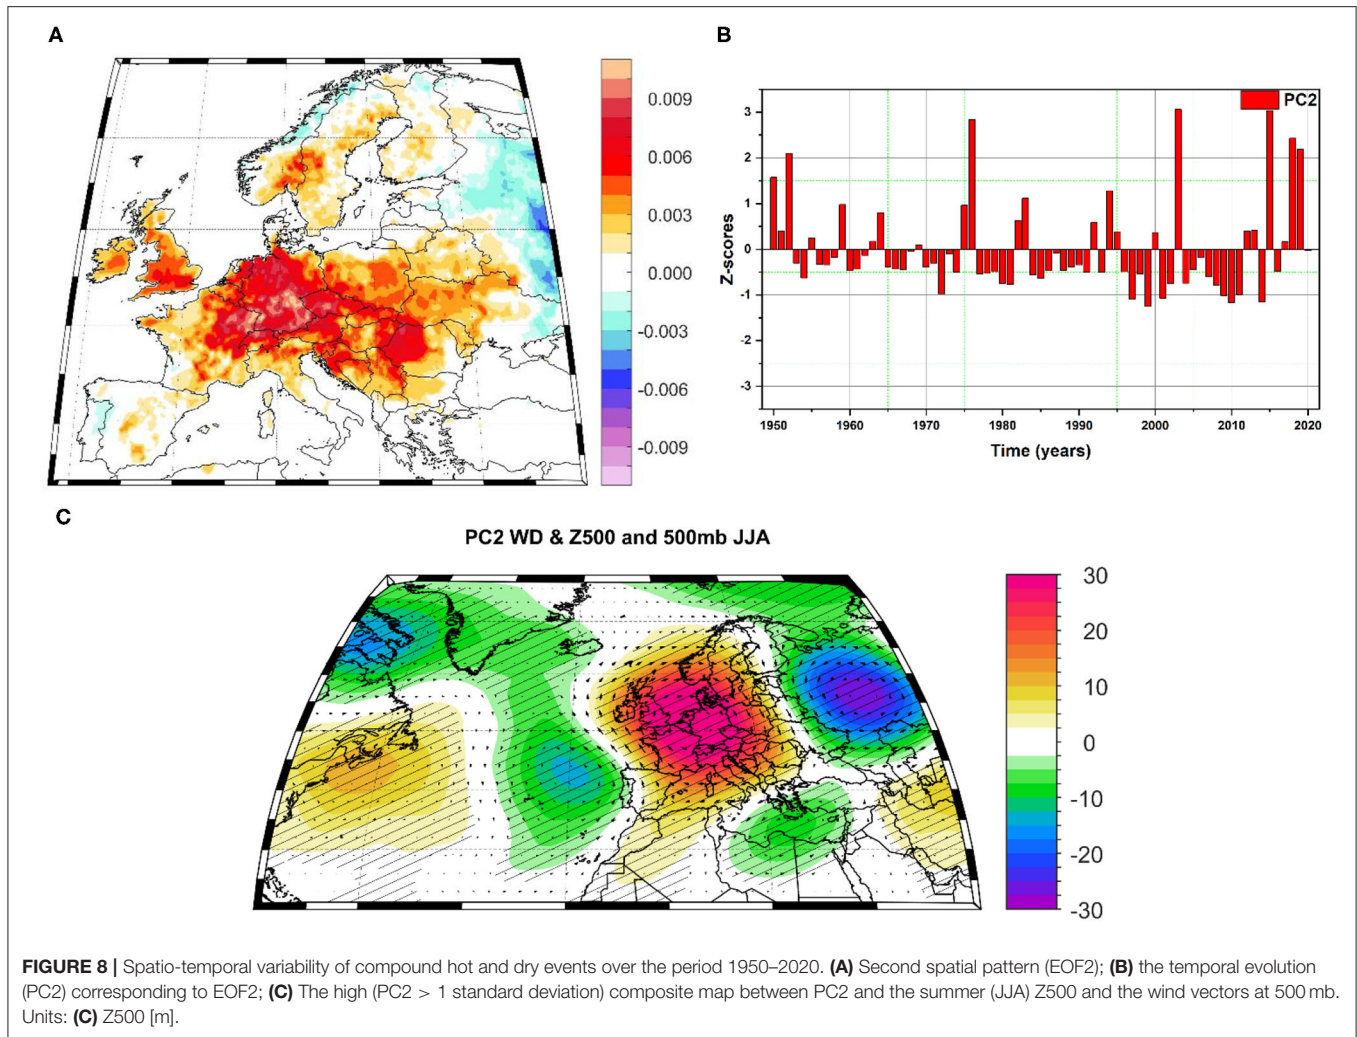 A
0.009
0.006
0.003
0.000
-0.003
-0.006
-0.009
B
PC2
3
2
1
0
-1
-2
-3
Z-scores
1950 1960 1970 1980 1990 2000 2010 2020
Time (years)
C
PC2 WD & Z500 and 500mb JJA
30
20
10
0
-10
-20
-30
FIGURE 8 | Spatio-temporal variability of compound hot and dry events over the period 1950–2020. (A) Second spatial pattern (EOF2); (B) the temporal evolution
(PC2) corresponding to EOF2; (C) The high (PC2 > 1 standard deviation) composite map between PC2 and the summer (JJA) Z500 and the wind vectors at 500 mb.
Units: (C) Z500 [m].